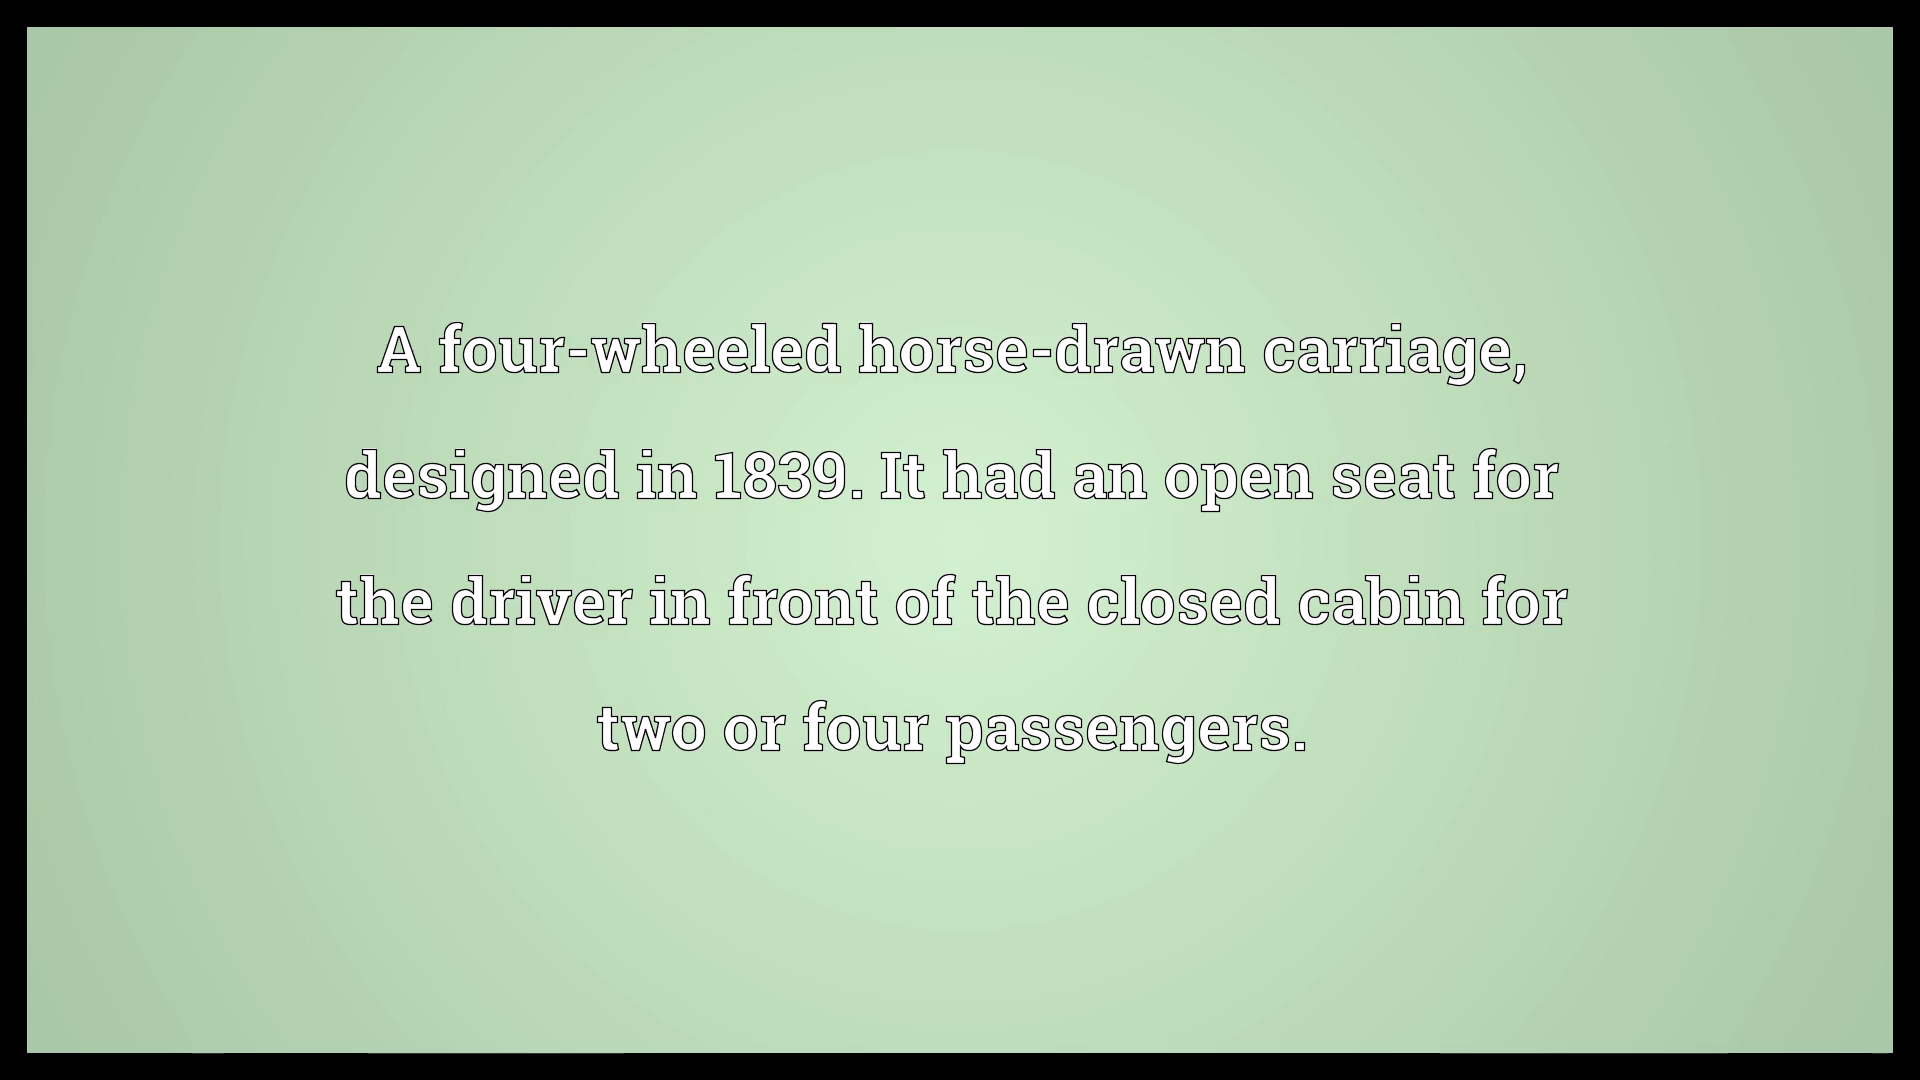 A four-wheeled horse-drawn carriage,
designed in 1839. It had an open seat for
the driver in front of the closed cabin for
two or four passengers.